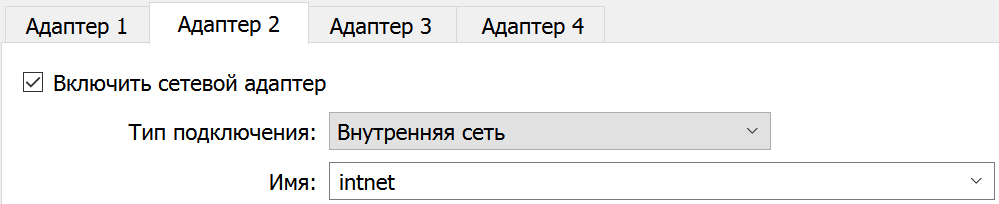 Адаптер 1 Адаптер 2 Адаптер 3 Адаптер 4
Включить сетевой адаптер
Тип подключения: Внутренняя сеть
Имя: intnet